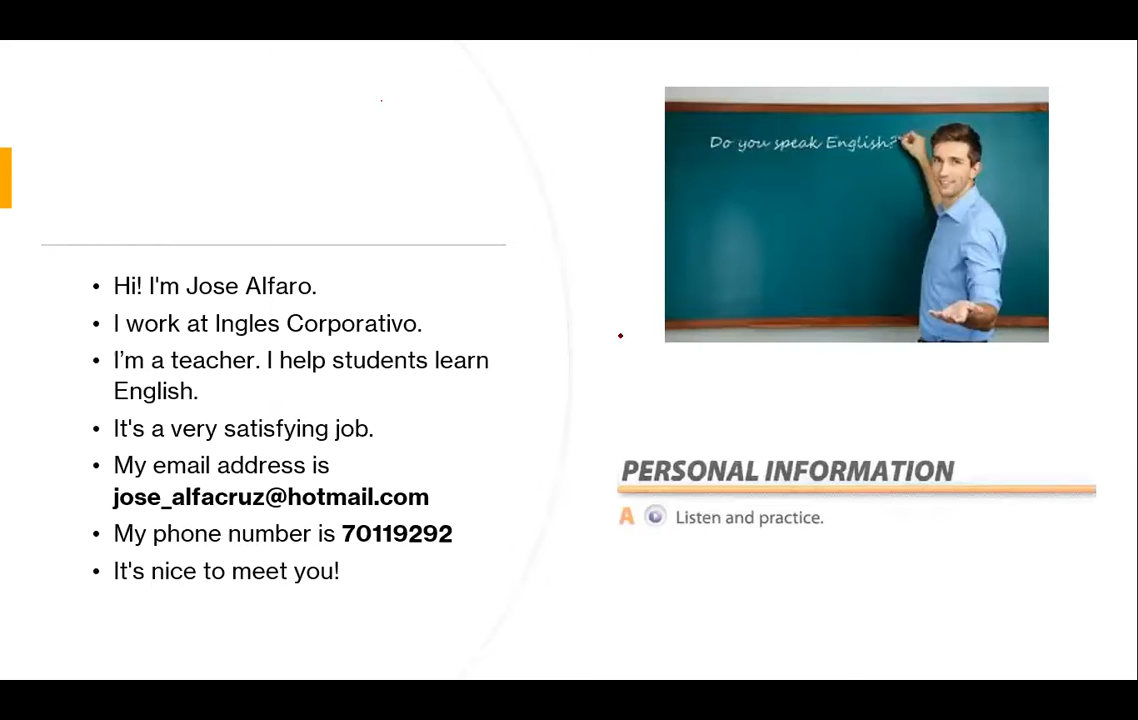 Do you speak English?
• Hi! I'm Jose Alfaro.
• I work at Ingles Corporativo.
• I’m a teacher. I help students learn
English.
• It's a very satisfying job.
• My email address is
jose_alfacruz@hotmail.com
• My phone number is 70119292
• It's nice to meet you!
PERSONAL INFORMATION
A Listen and practice.